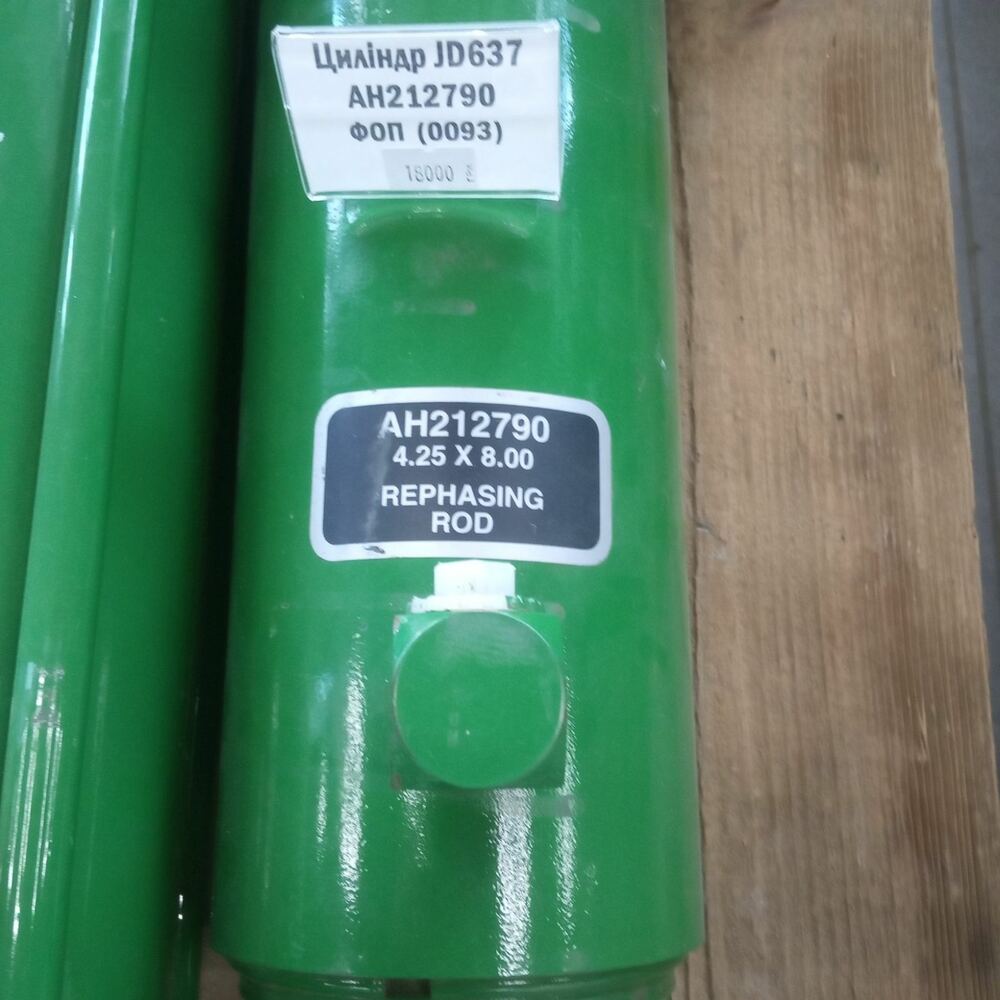 Циліндр JD637
AH212790
ФОП (0093)
18000
AH212790
4.25 X 8.00
REPHASING
ROD